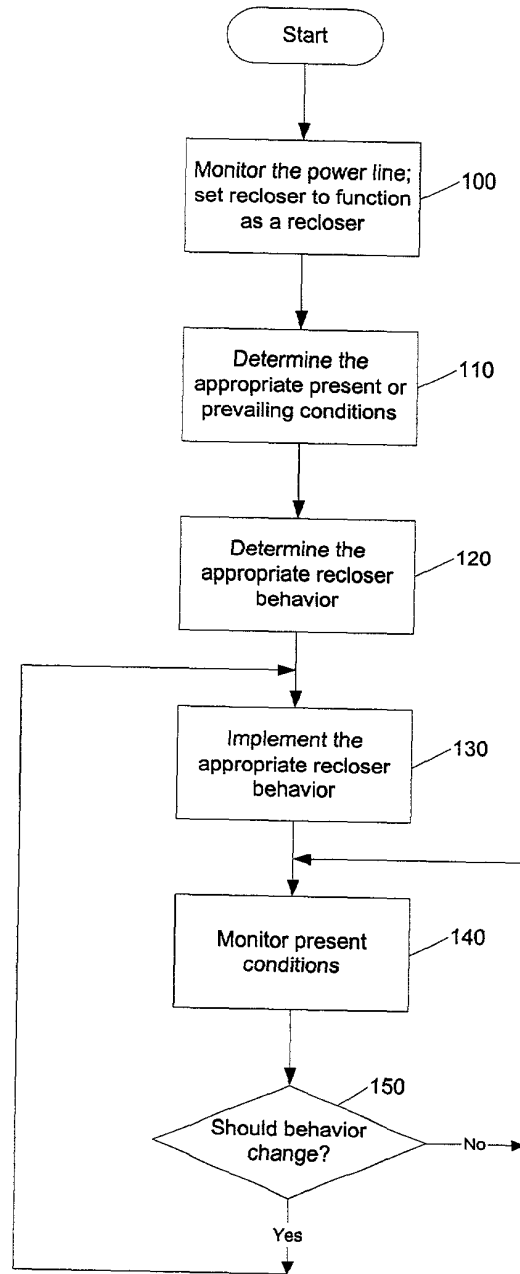 Start
Monitor the power line;
set recloser to function
as a recloser
100
Determine the
appropriate present or
prevailing conditions
110
Determine the
appropriate recloser
behavior
120
Implement the
appropriate recloser
behavior
130
Monitor present
conditions
140
150
Should behavior
change?
No
Yes